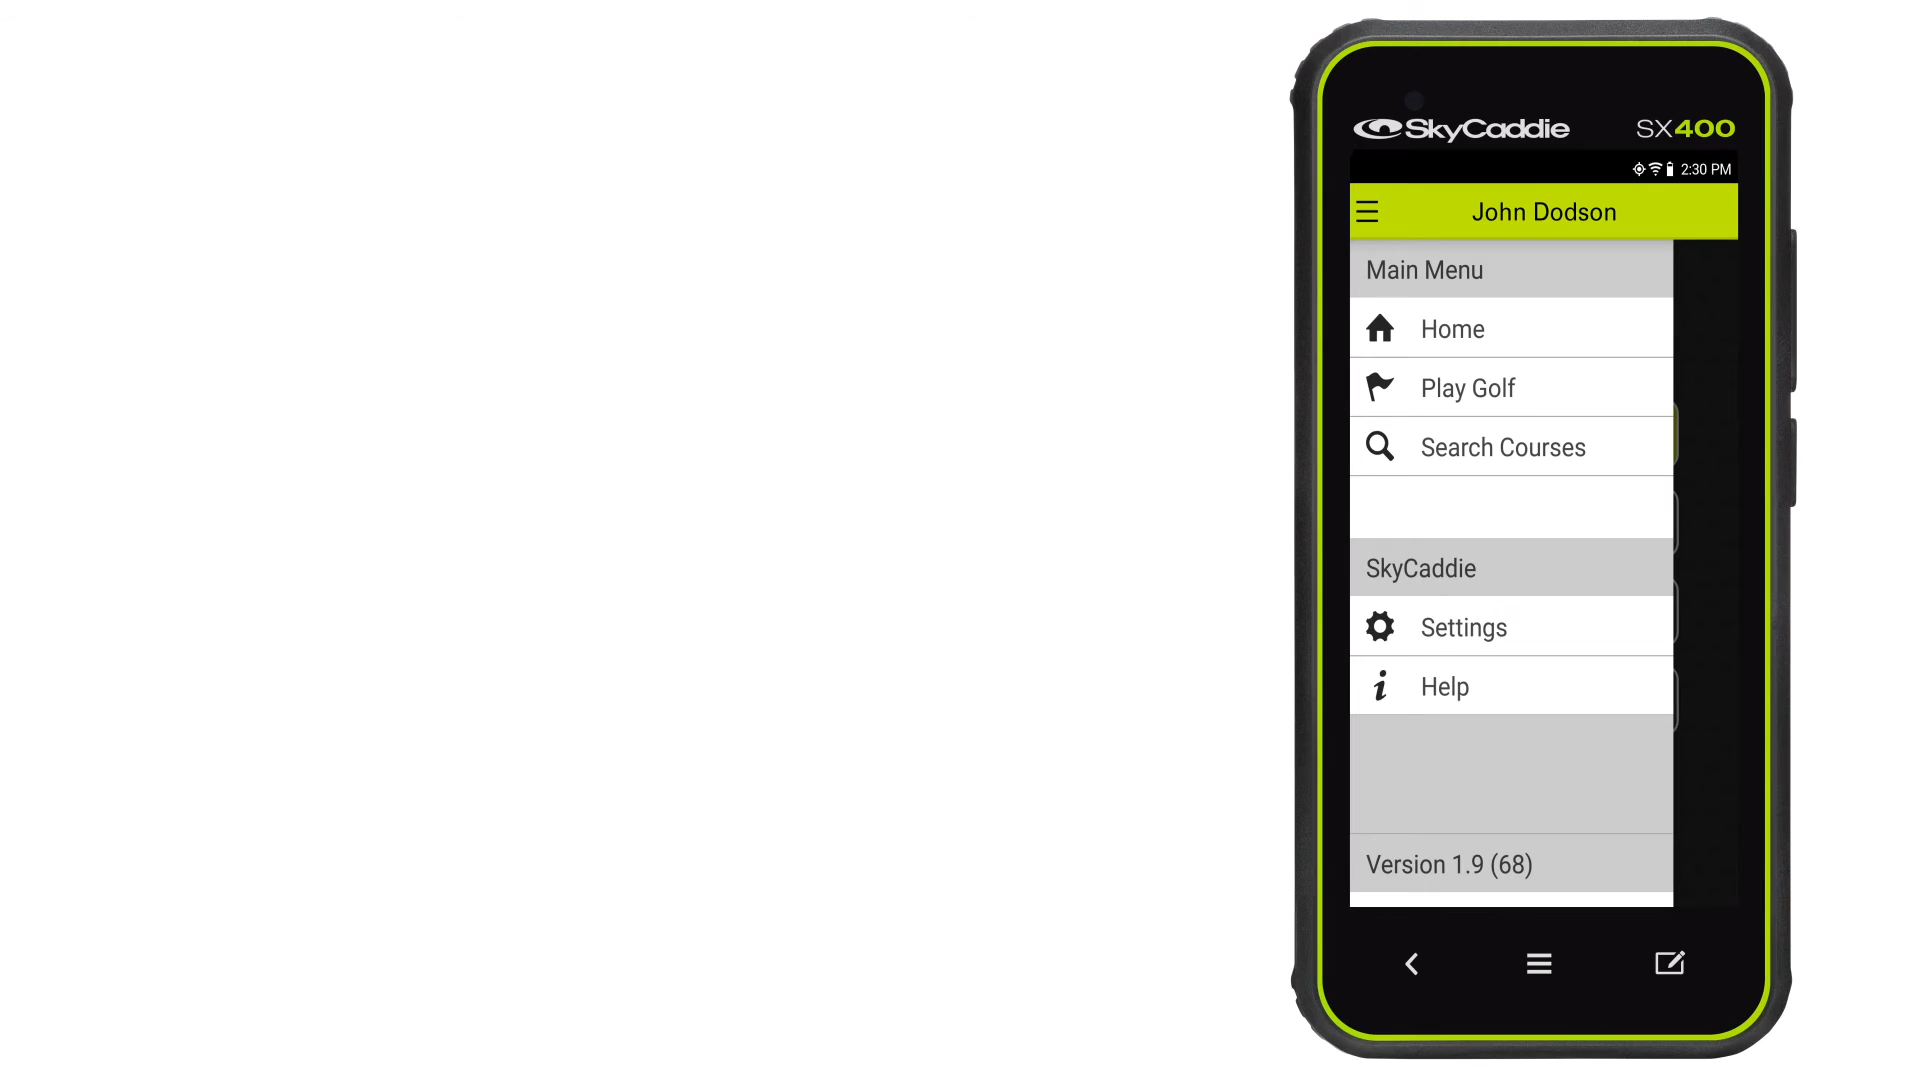 SkyCaddie SX400
2:30 PM
John Dodson
Main Menu
Home
Play Golf
Search Courses
SkyCaddie
Settings
Help
Version 1.9 (68)